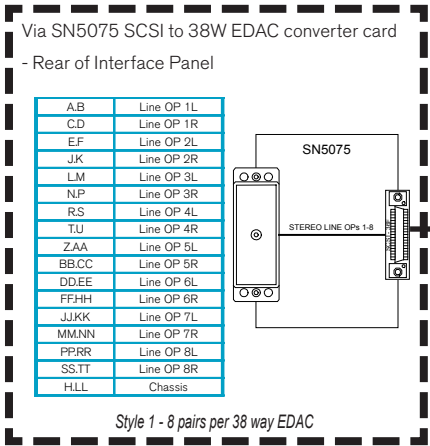 Via SN5075 SCSI to 38W EDAC converter card
- Rear of Interface Panel
A.B Line OP 1L
C.D Line OP 1R
E.F Line OP 2L
J.K Line OP 2R
L.M Line OP 3L
N.P Line OP 3R
R.S Line OP 4L
T.U Line OP 4R
Z.AA Line OP 5L
BB.CC Line OP 5R
DD.EE Line OP 6L
FF.HH Line OP 6R
JJ.KK Line OP 7L
MM.NN Line OP 7R
PP.RR Line OP 8L
SS.TT Line OP 8R
H.LL Chassis
SN5075
STEREO LINE OPs 1-8
Style 1 - 8 pairs per 38 way EDAC